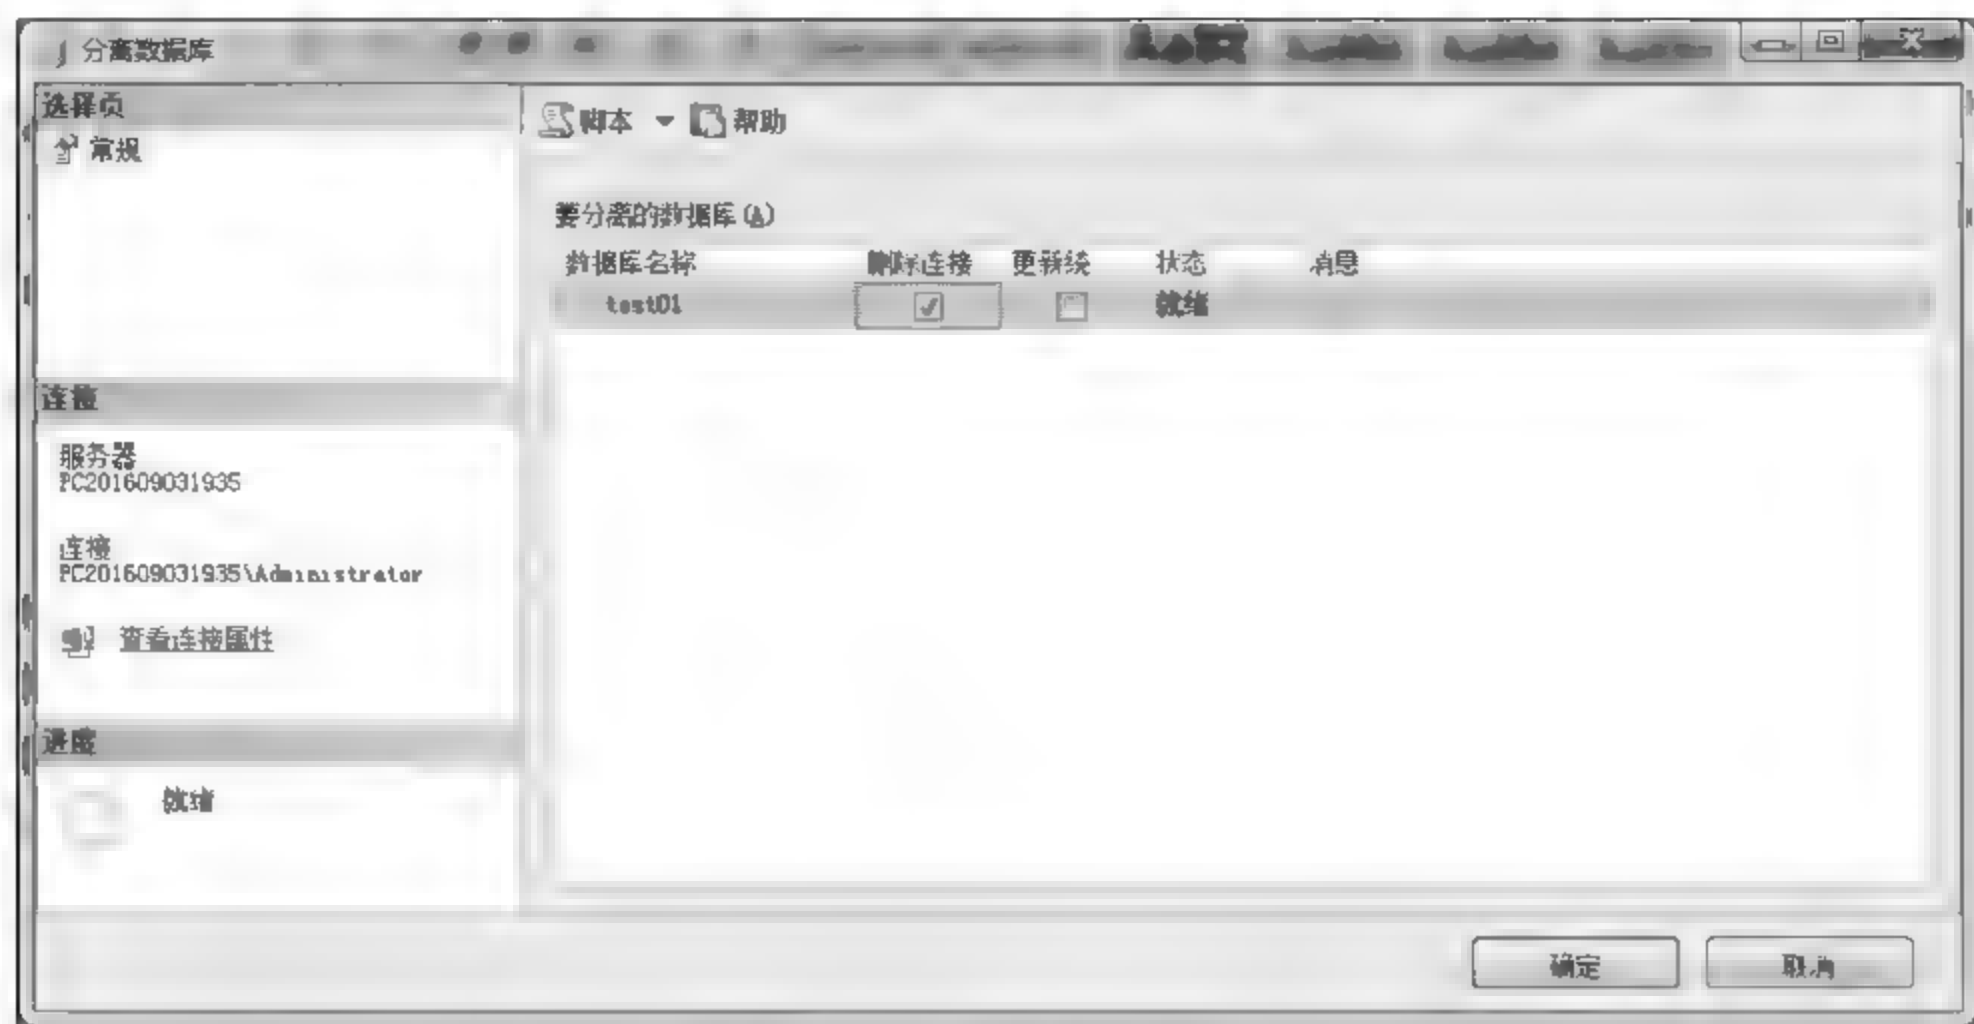 分离数据库
选择页
常规
脚本 帮助
要分离的数据库(A)
数据库名称 删除连接 更新统 状态 消息
test01 就绪
连接
服务器
PC201609031935
连接
PC201609031935\Administrator
查看连接属性
进度
就绪
确定 取消